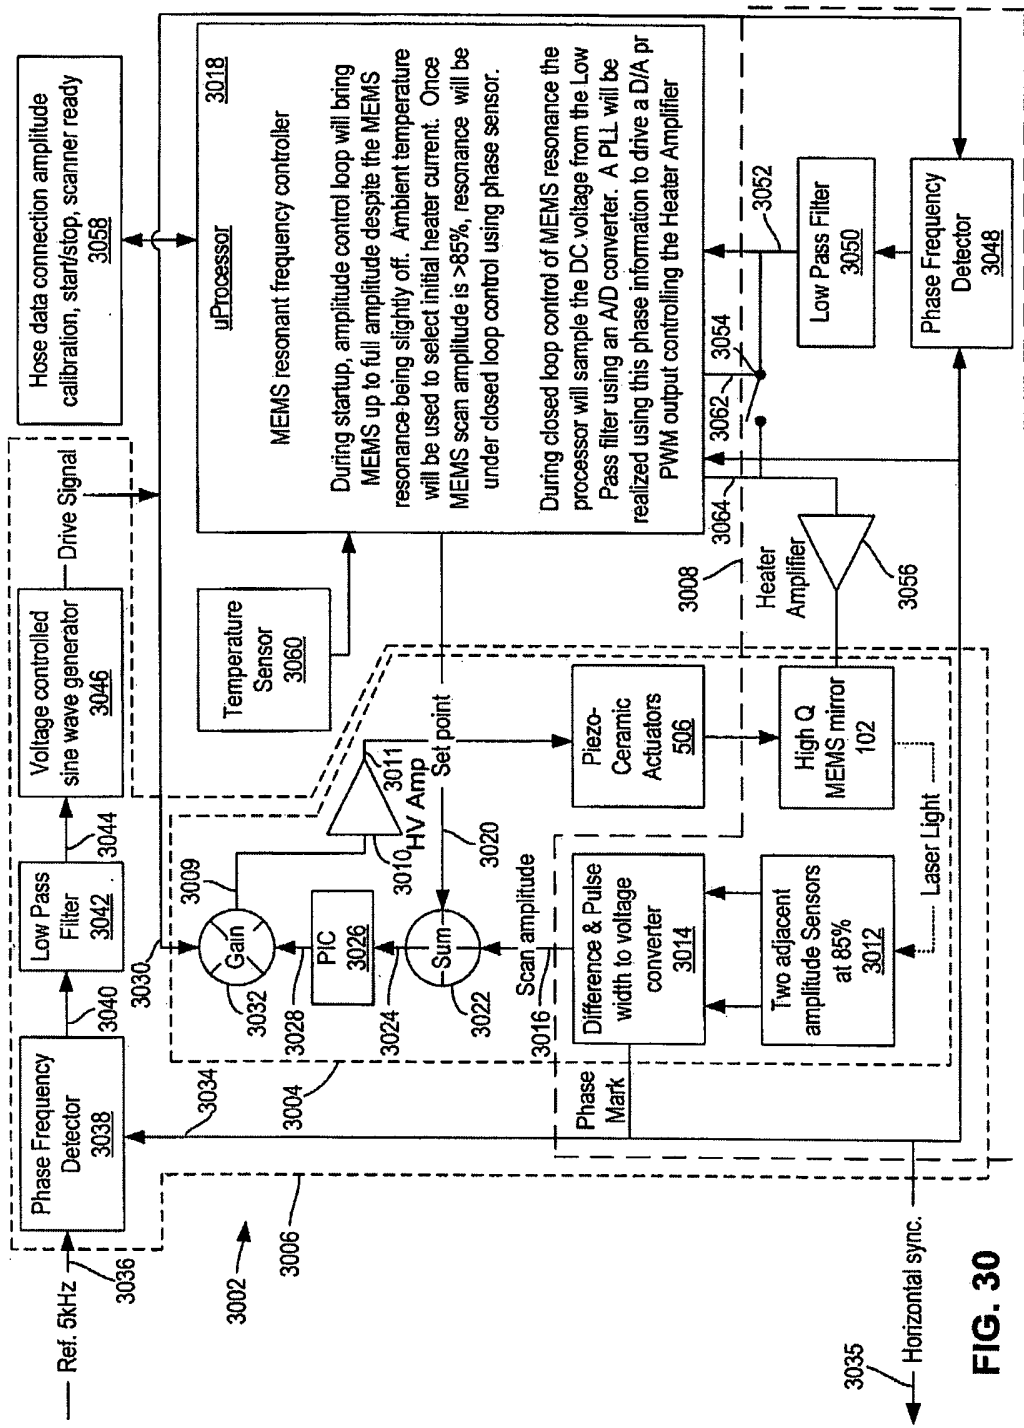 Ref. 5kHz
3036
Phase Frequency
Detector
3038
3040
Low Pass
Filter
3042
3044
Voltage controlled
sine wave generator
3046
Drive Signal
Hose data connection amplitude
calibration, start/stop, scanner ready
3058
3002
3006
3034
3004
3030
3032
Gain
3009
3028
PIC
3026
3024
Sum
3022
3010
HV Amp
3011
Set point
3020
Temperature
Sensor
3060
uProcessor
3018
MEMS resonant frequency controller
During startup, amplitude control loop will bring
MEMS up to full amplitude despite the MEMS
resonance being slightly off. Ambient temperature
will be used to select initial heater current. Once
MEMS scan amplitude is >85%, resonance will be
under closed loop control using phase sensor.
During closed loop control of MEMS resonance the
processor will sample the DC voltage from the Low
Pass filter using an A/D converter. A PLL will be
realized using this phase information to drive a D/A pr
PWM output controlling the Heater Amplifier
3016
Scan amplitude
Phase
Mark
Difference & Pulse
width to voltage
converter
3014
Piezo-
Ceramic
Actuators
506
3008
3064
3062
3054
3052
Heater
Amplifier
3056
Low Pass Filter
3050
Two adjacent
amplitude Sensors
at 85%
3012
High Q
MEMS mirror
102
Laser Light
Phase Frequency
Detector
3048
3035
Horizontal sync.
FIG. 30